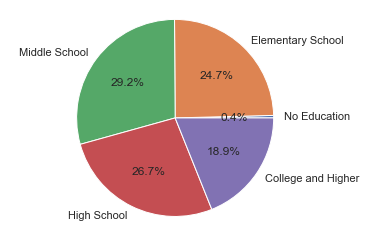 Elementary School
Middle School
24.7%
29.2%
0.4%
No Education
18.9%
26.7%
College and Higher
High School